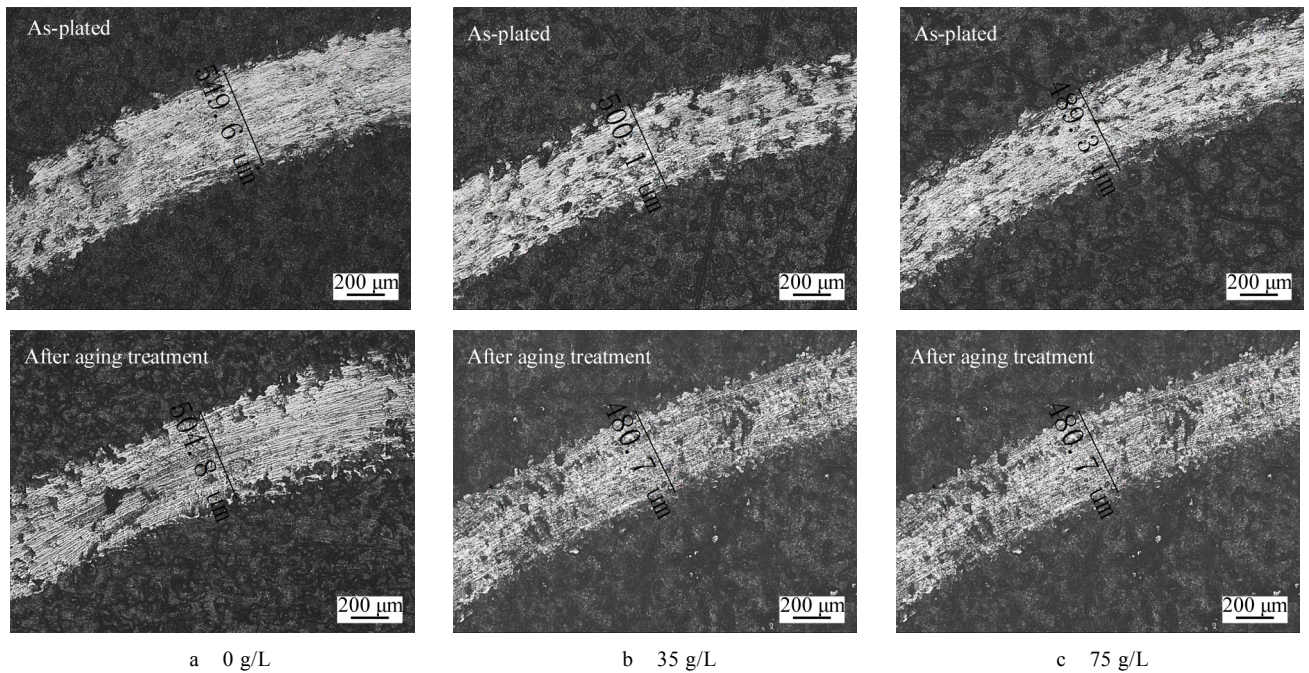 As-plated
549.6 um
200 μm
As-plated
500.1 um
200 μm
As-plated
489.3 um
200 μm
After aging treatment
504.8 um
200 μm
After aging treatment
480.7 um
200 μm
After aging treatment
480.7 um
200 μm
a 0 g/L
b 35 g/L
c 75 g/L